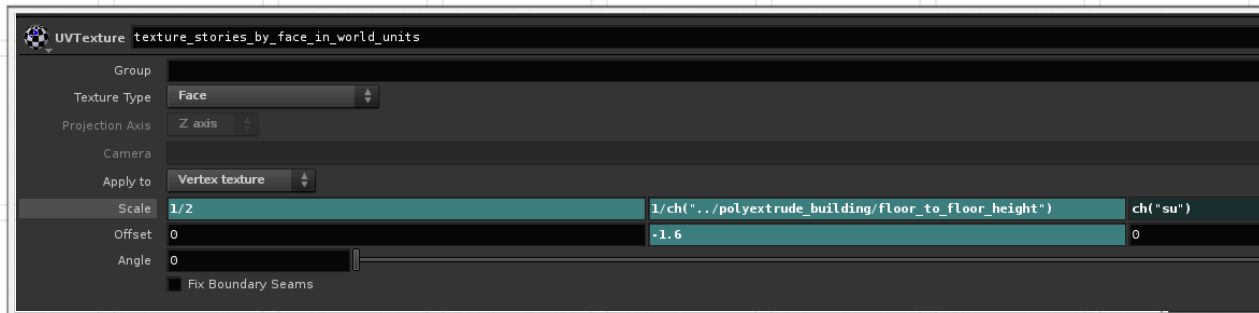 UVTexture texture_stories_by_face_in_world_units
Group
Texture Type Face
Projection Axis Z axis
Camera
Apply to Vertex texture
Scale 1/2 1/ch("../polyextrude_building/floor_to_floor_height") ch("su")
Offset 0 -1.6 0
Angle 0
Fix Boundary Seams